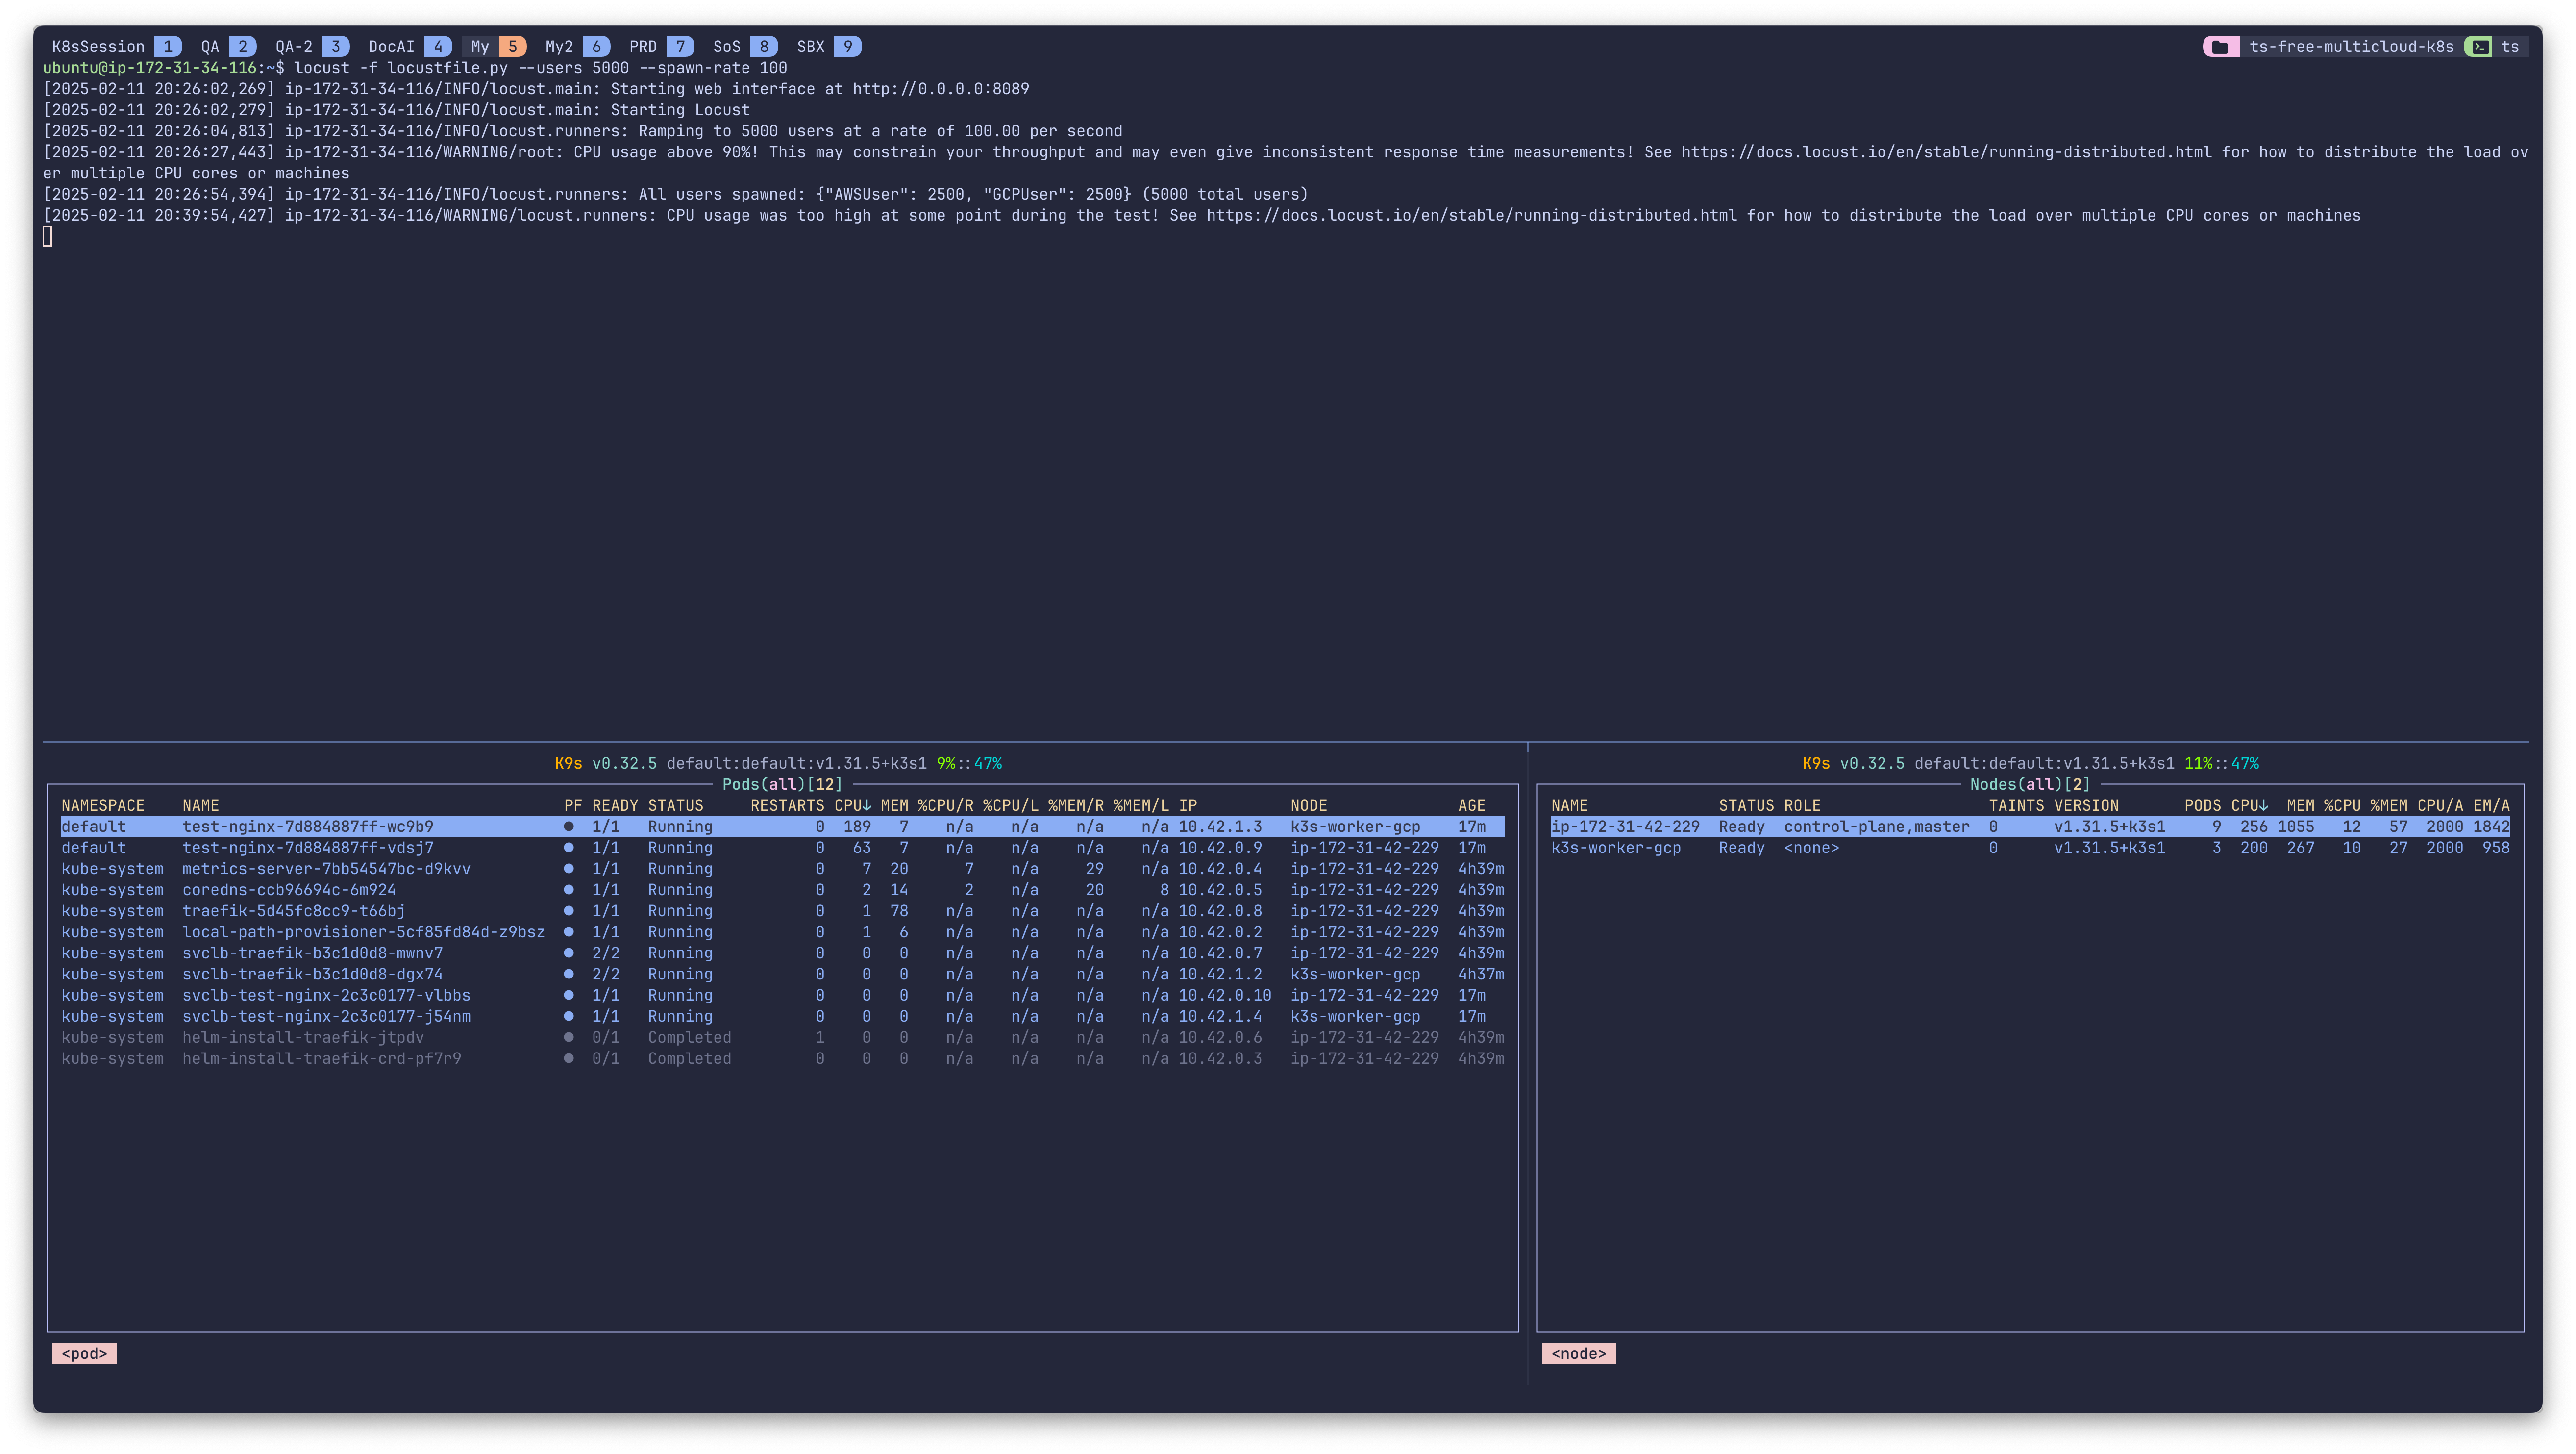 K8sSession 1 QA 2 QA-2 3 DocAI 4 My 5 My2 6 PRD 7 SoS 8 SBX 9 ts-free-multicloud-k8s ts
ubuntu@ip-172-31-34-116:~$ locust -f locustfile.py --users 5000 --spawn-rate 100
[2025-02-11 20:26:02,269] ip-172-31-34-116/INFO/locust.main: Starting web interface at http://0.0.0.0:8089
[2025-02-11 20:26:02,279] ip-172-31-34-116/INFO/locust.main: Starting Locust
[2025-02-11 20:26:04,813] ip-172-31-34-116/INFO/locust.runners: Ramping to 5000 users at a rate of 100.00 per second
[2025-02-11 20:26:27,443] ip-172-31-34-116/WARNING/root: CPU usage above 90%! This may constrain your throughput and may even give inconsistent response time measurements! See https://docs.locust.io/en/stable/running-distributed.html for how to distribute the load ov
er multiple CPU cores or machines
[2025-02-11 20:26:54,394] ip-172-31-34-116/INFO/locust.runners: All users spawned: {"AWSUser": 2500, "GCPUser": 2500} (5000 total users)
[2025-02-11 20:39:54,427] ip-172-31-34-116/WARNING/locust.runners: CPU usage was too high at some point during the test! See https://docs.locust.io/en/stable/running-distributed.html for how to distribute the load over multiple CPU cores or machines
K9s v0.32.5 default:default:v1.31.5+k3s1 9%::47%
Pods(all)[12]
NAMESPACE NAME PF READY STATUS RESTARTS CPU↓ MEM %CPU/R %CPU/L %MEM/R %MEM/L IP NODE AGE
default test-nginx-7d884887ff-wc9b9 ● 1/1 Running 0 189 7 n/a n/a n/a n/a 10.42.1.3 k3s-worker-gcp 17m
default test-nginx-7d884887ff-vdsj7 ● 1/1 Running 0 63 7 n/a n/a n/a n/a 10.42.0.9 ip-172-31-42-229 17m
kube-system metrics-server-7bb54547bc-d9kvv ● 1/1 Running 0 7 20 7 n/a 29 n/a 10.42.0.4 ip-172-31-42-229 4h39m
kube-system coredns-ccb96694c-6m924 ● 1/1 Running 0 2 14 2 n/a 20 8 10.42.0.5 ip-172-31-42-229 4h39m
kube-system traefik-5d45fc8cc9-t66bj ● 1/1 Running 0 1 78 n/a n/a n/a n/a 10.42.0.8 ip-172-31-42-229 4h39m
kube-system local-path-provisioner-5cf85fd84d-z9bsz ● 1/1 Running 0 1 6 n/a n/a n/a n/a 10.42.0.2 ip-172-31-42-229 4h39m
kube-system svclb-traefik-b3c1d0d8-mwnv7 ● 2/2 Running 0 0 0 n/a n/a n/a n/a 10.42.0.7 ip-172-31-42-229 4h39m
kube-system svclb-traefik-b3c1d0d8-dgx74 ● 2/2 Running 0 0 0 n/a n/a n/a n/a 10.42.1.2 k3s-worker-gcp 4h37m
kube-system svclb-test-nginx-2c3c0177-vlbbs ● 1/1 Running 0 0 0 n/a n/a n/a n/a 10.42.0.10 ip-172-31-42-229 17m
kube-system svclb-test-nginx-2c3c0177-j54nm ● 1/1 Running 0 0 0 n/a n/a n/a n/a 10.42.1.4 k3s-worker-gcp 17m
kube-system helm-install-traefik-jtpdv ● 0/1 Completed 1 0 0 n/a n/a n/a n/a 10.42.0.6 ip-172-31-42-229 4h39m
kube-system helm-install-traefik-crd-pf7r9 ● 0/1 Completed 0 0 0 n/a n/a n/a n/a 10.42.0.3 ip-172-31-42-229 4h39m
<pod>
K9s v0.32.5 default:default:v1.31.5+k3s1 11%::47%
Nodes(all)[2]
NAME STATUS ROLE TAINTS VERSION PODS CPU↓ MEM %CPU %MEM CPU/A EM/A
ip-172-31-42-229 Ready control-plane,master 0 v1.31.5+k3s1 9 256 1055 12 57 2000 1842
k3s-worker-gcp Ready <none> 0 v1.31.5+k3s1 3 200 267 10 27 2000 958
<node>